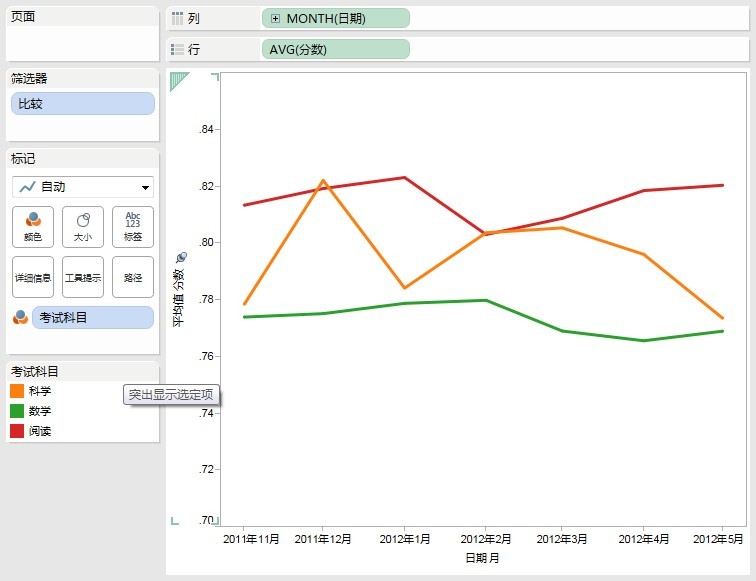 页面
列
MONTH(日期)
行
AVG(分数)
筛选器
比较
标记
自动
颜色
大小
Abc
123
标签
详细信息
工具提示
路径
考试科目
考试科目
科学
数学
阅读
突出显示选定项
平均值 分数
.84
.82
.80
.78
.76
.74
.72
.70
2011年11月
2011年12月
2012年1月
2012年2月
2012年3月
2012年4月
2012年5月
日期 月